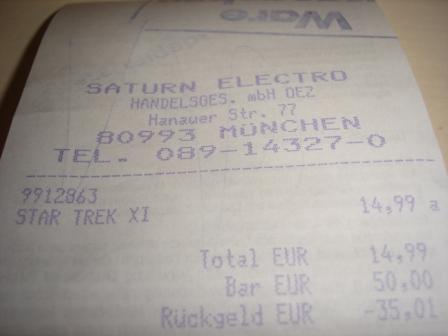 Ware
SATURN ELECTRO
HANDELSGES. mbH OEZ
Hanauer Str. 77
80993 MÜNCHEN
TEL. 089-14327-0
9912863
STAR TREK XI 14,99 a
Total EUR 14,99
Bar EUR 50,00
Rückgeld EUR -35,01